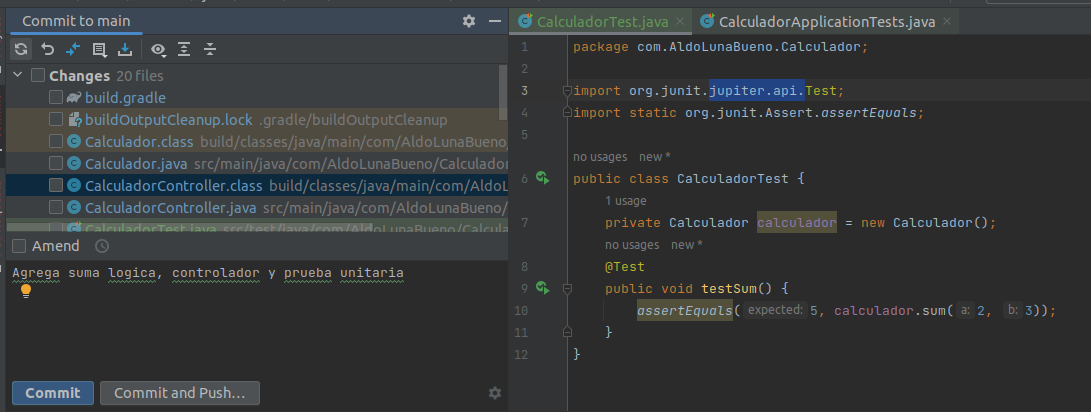 Commit to main
Changes 20 files
build.gradle
buildOutputCleanup.lock .gradle/buildOutputCleanup
Calculador.class build/classes/java/main/com/AldoLunaBueno/
Calculador.java src/main/java/com/AldoLunaBueno/Calculador
CalculadorController.class build/classes/java/main/com/AldoL
CalculadorController.java src/main/java/com/AldoLunaBueno/
CalculadorTest.java src/test/java/com/AldoLunaBueno/Calcula
Amend
Agrega suma logica, controlador y prueba unitaria
Commit
Commit and Push...
CalculadorTest.java
CalculadorApplicationTests.java
1 package com.AldoLunaBueno.Calculador;
2
3 import org.junit.jupiter.api.Test;
4 import static org.junit.Assert.assertEquals;
5
no usages new *
6 public class CalculadorTest {
1 usage
7 private Calculador calculador = new Calculador();
no usages new *
8 @Test
9 public void testSum() {
10 assertEquals( expected: 5, calculador.sum( a: 2, b: 3));
11 }
12 }